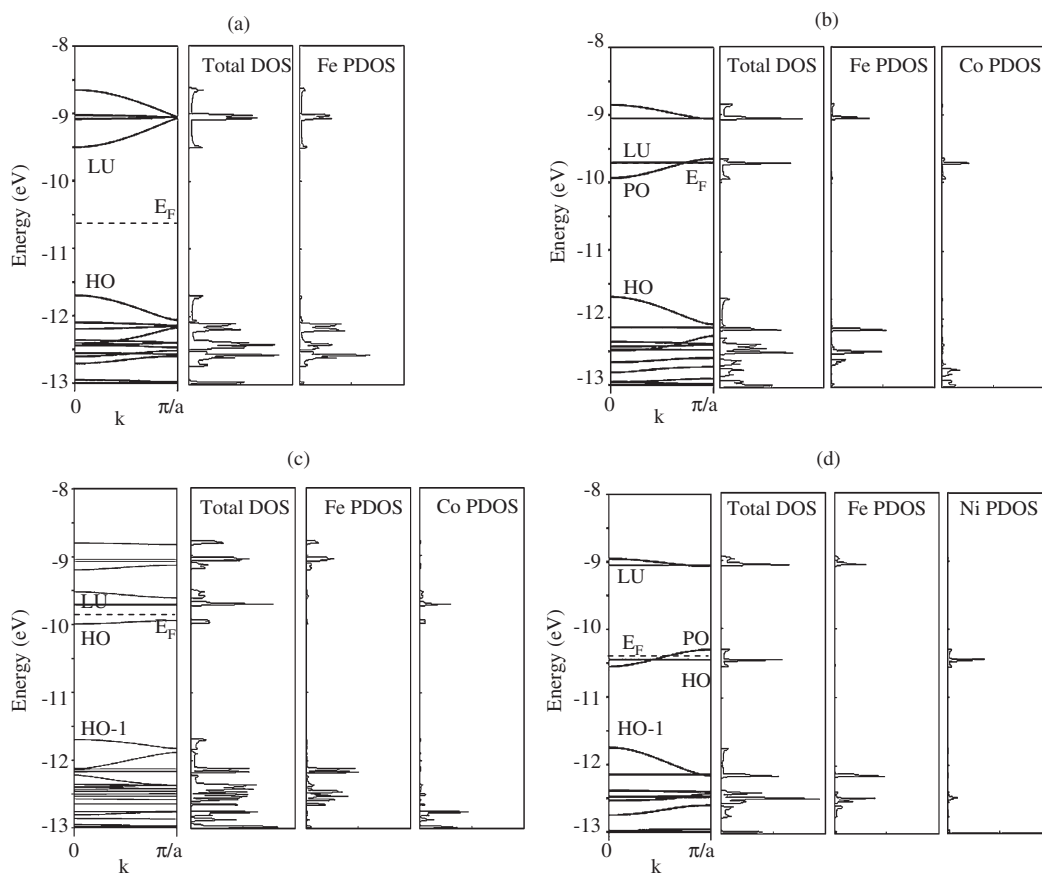 (a)
-8
-9
-10
-11
-12
-13
Energy (eV)
Total DOS
Fe PDOS
LU
E_F
HO
0
k
π/a
(b)
-8
-9
-10
-11
-12
-13
Energy (eV)
Total DOS
Fe PDOS
Co PDOS
LU
E_F
PO
HO
0
k
π/a
(c)
-8
-9
-10
-11
-12
-13
Energy (eV)
Total DOS
Fe PDOS
Co PDOS
LU
E_F
HO
HO-1
0
k
π/a
(d)
-8
-9
-10
-11
-12
-13
Energy (eV)
Total DOS
Fe PDOS
Ni PDOS
LU
E_F
PO
HO
HO-1
0
k
π/a